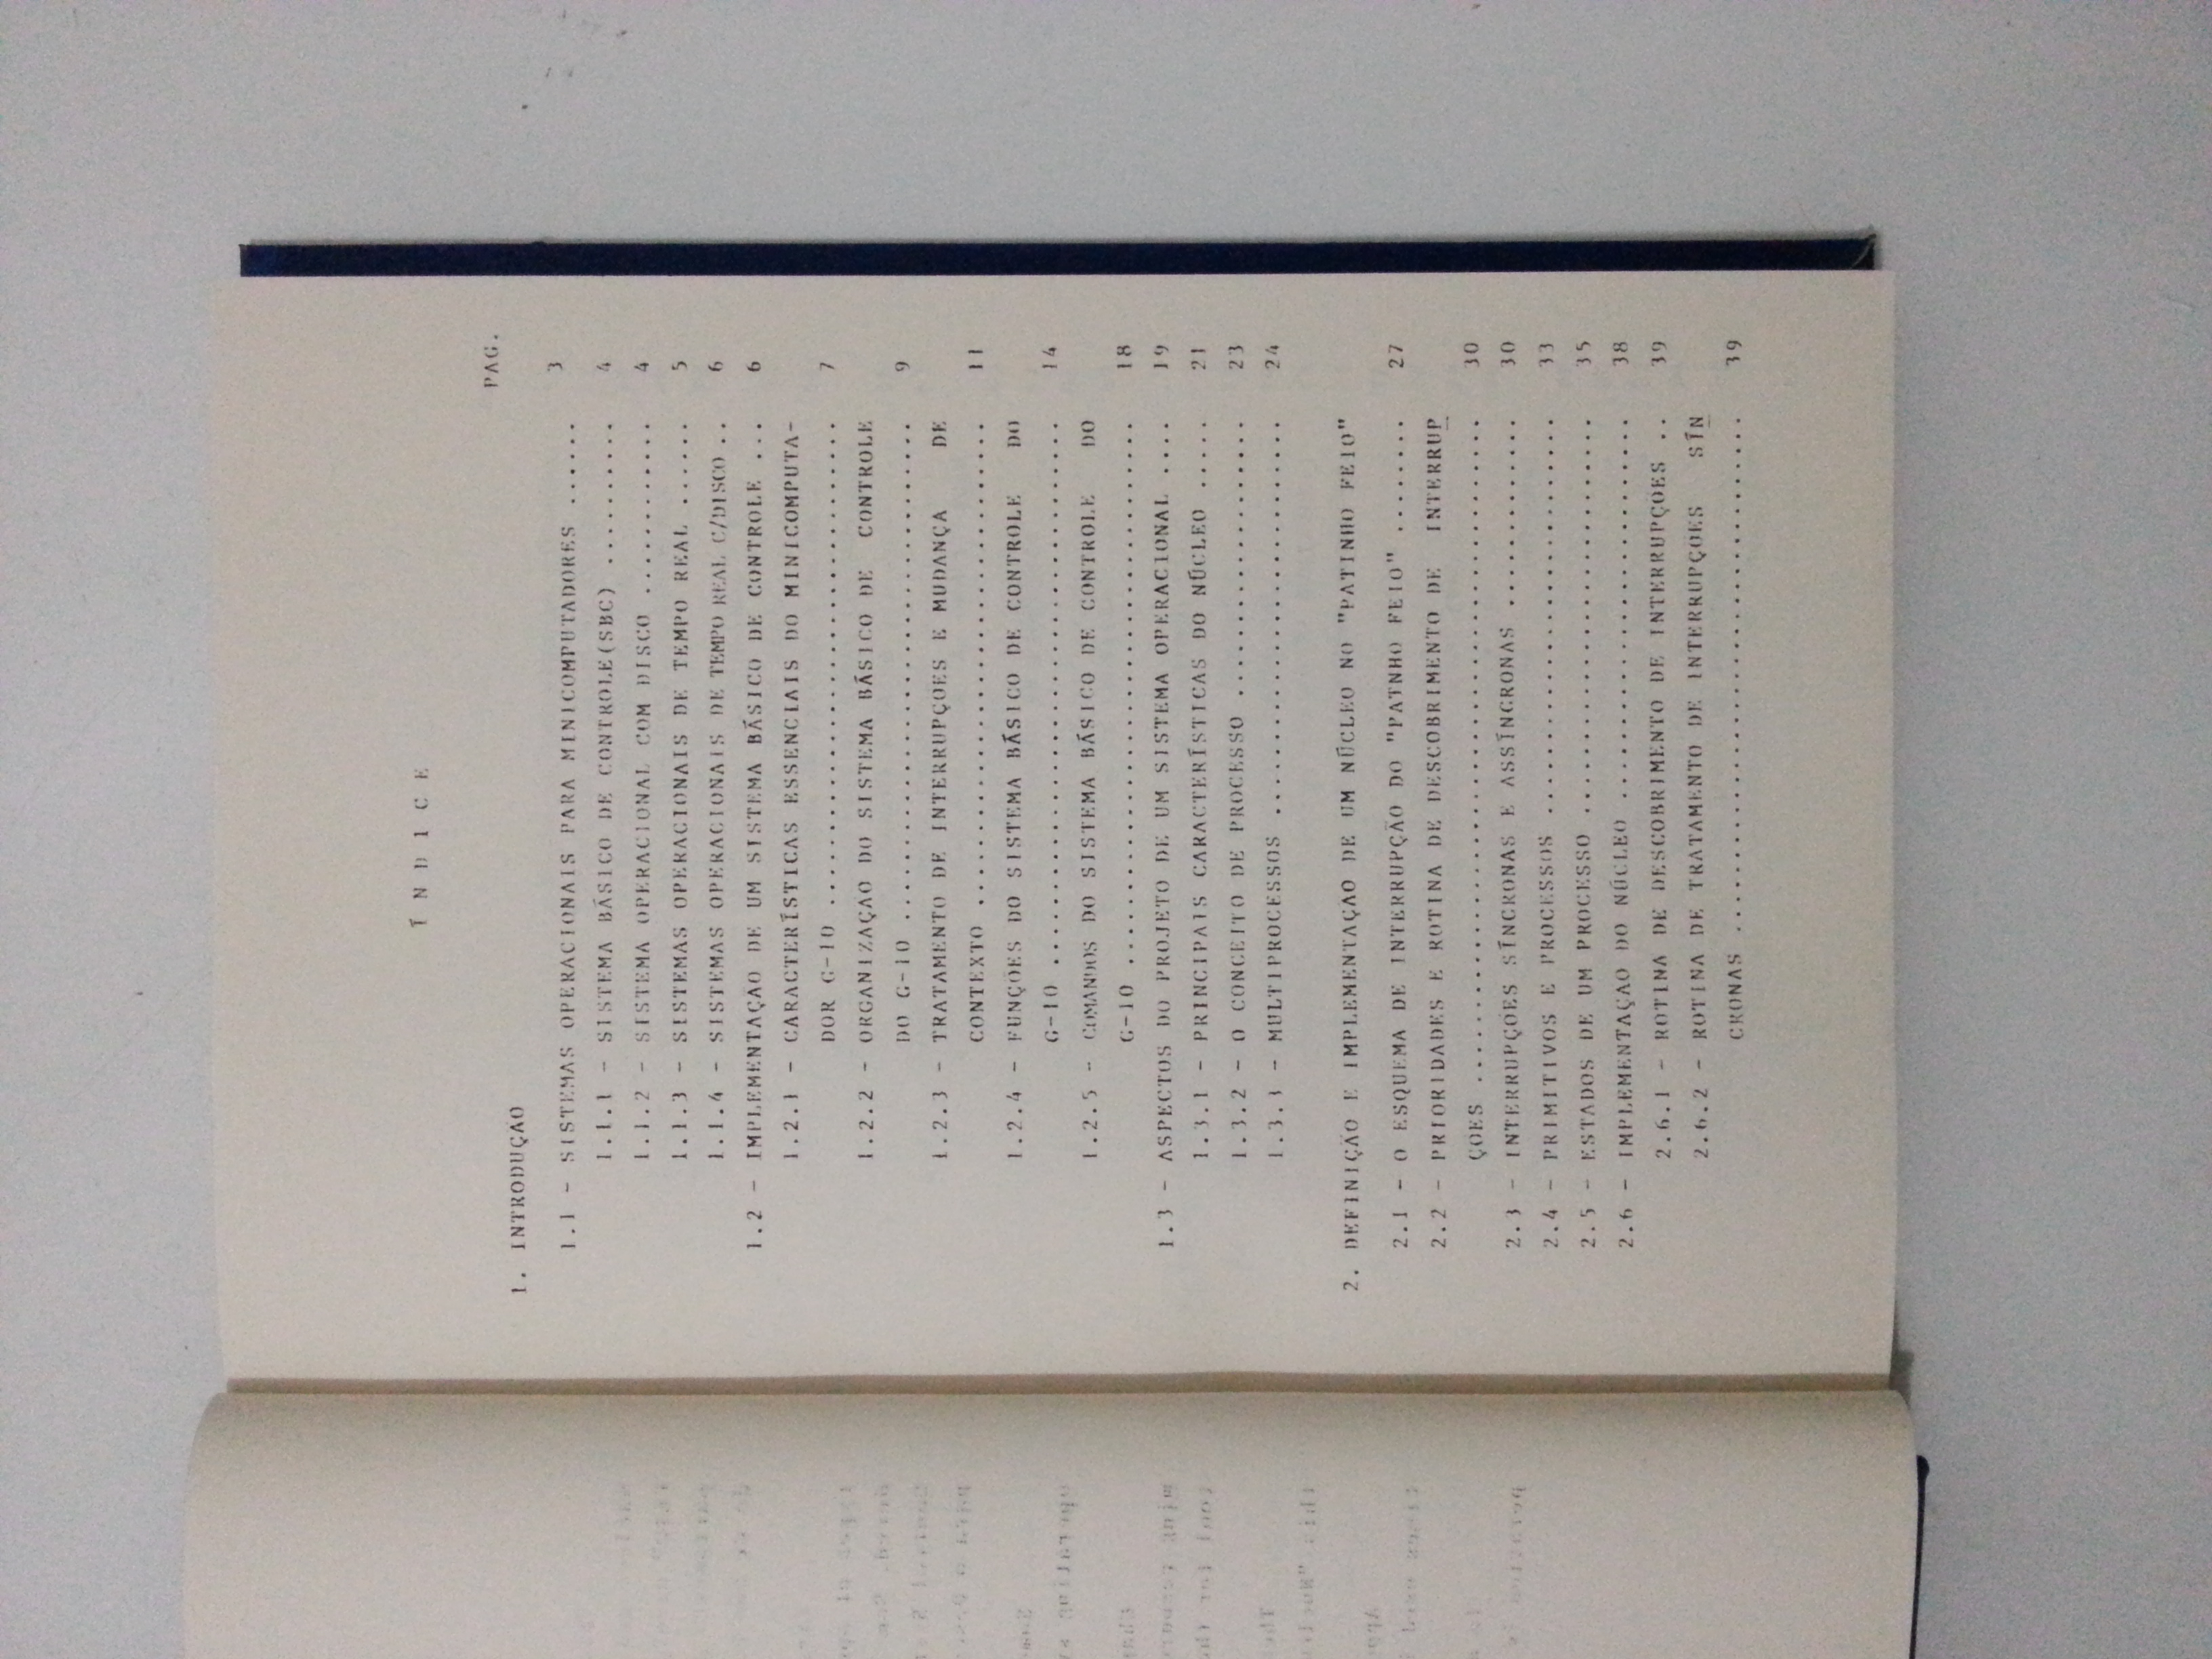 Í N D I C E
PAG.
1. INTRODUÇÃO
1.1 - SISTEMAS OPERACIONAIS PARA MINICOMPUTADORES ...... 3
1.1.1 - SISTEMA BÁSICO DE CONTROLE(SBC) ......... 4
1.1.2 - SISTEMA OPERACIONAL COM DISCO ........... 4
1.1.3 - SISTEMAS OPERACIONAIS DE TEMPO REAL ...... 5
1.1.4 - SISTEMAS OPERACIONAIS DE TEMPO REAL C/DISCO .. 6
1.2 - IMPLEMENTAÇÃO DE UM SISTEMA BÁSICO DE CONTROLE ... 6
1.2.1 - CARACTERÍSTICAS ESSENCIAIS DO MINICOMPUTA-
DOR G-10 ......................... 7
1.2.2 - ORGANIZAÇÃO DO SISTEMA BÁSICO DE CONTROLE
DO G-10 .......................... 9
1.2.3 - TRATAMENTO DE INTERRUPÇÕES E MUDANÇA DE
CONTEXTO ......................... 11
1.2.4 - FUNÇÕES DO SISTEMA BÁSICO DE CONTROLE DO
G-10 ............................. 14
1.2.5 - COMANDOS DO SISTEMA BÁSICO DE CONTROLE DO
G-10 ............................. 18
1.3 - ASPECTOS DO PROJETO DE UM SISTEMA OPERACIONAL .... 19
1.3.1 - PRINCIPAIS CARACTERÍSTICAS DO NÚCLEO ..... 21
1.3.2 - O CONCEITO DE PROCESSO ............... 23
1.3.3 - MULTIPROCESSOS ..................... 24
2. DEFINIÇÃO E IMPLEMENTAÇÃO DE UM NÚCLEO NO "PATINHO FEIO"
2.1 - O ESQUEMA DE INTERRUPÇÃO DO "PATNHO FEIO" ....... 27
2.2 - PRIORIDADES E ROTINA DE DESCOBRIMENTO DE INTERRUP
ÇÕES ................................... 30
2.3 - INTERRUPÇÕES SÍNCRONAS E ASSÍNCRONAS .......... 30
2.4 - PRIMITIVOS E PROCESSOS ..................... 33
2.5 - ESTADOS DE UM PROCESSO ..................... 35
2.6 - IMPLEMENTAÇÃO DO NÚCLEO .................... 38
2.6.1 - ROTINA DE DESCOBRIMENTO DE INTERRUPÇÕES .. 39
2.6.2 - ROTINA DE TRATAMENTO DE INTERRUPÇÕES SÍN
CRONAS ........................... 39